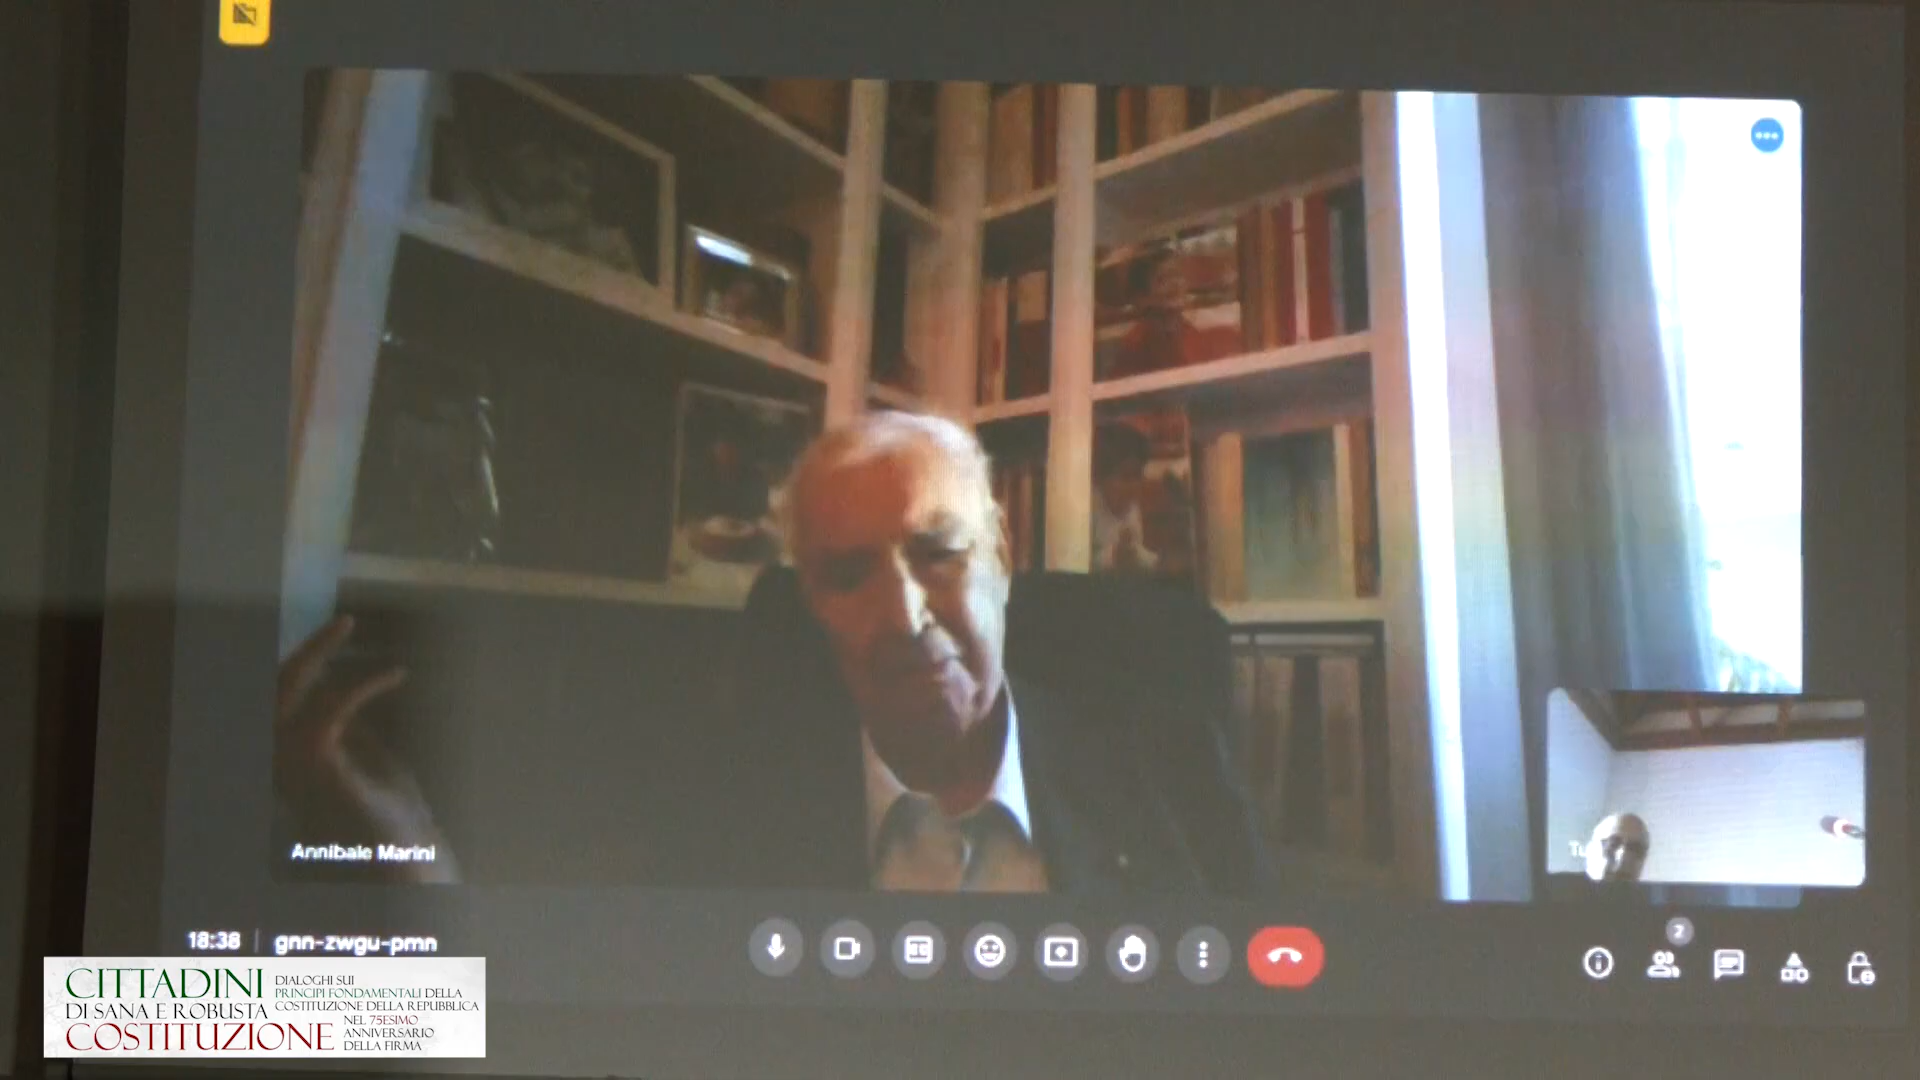 Annibale Marini
18:38 | gnn-zwgu-pmn
2
CITTADINI
DI SANA E ROBUSTA
COSTITUZIONE
DIALOGHI SUI
PRINCIPI FONDAMENTALI DELLA
COSTITUZIONE DELLA REPUBBLICA
NEL 75ESIMO
ANNIVERSARIO
DELLA FIRMA